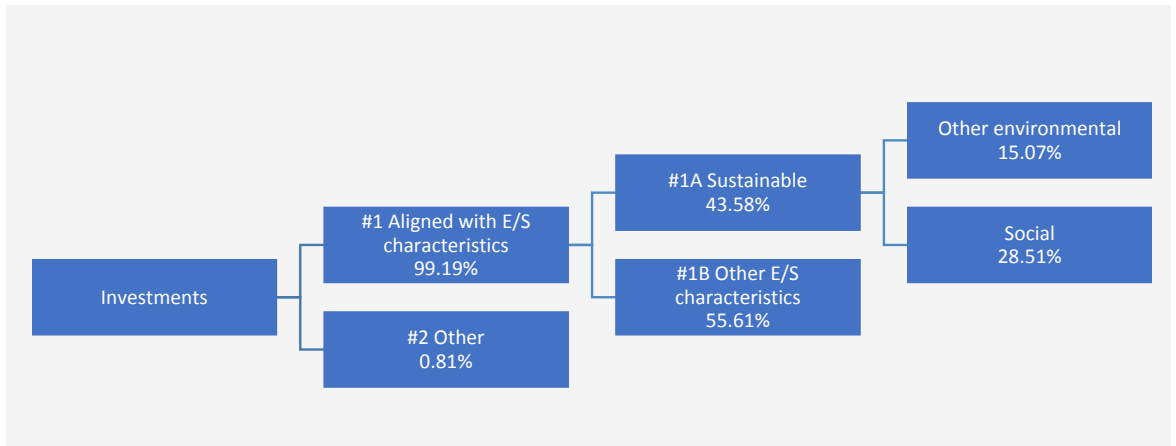 Investments
#1 Aligned with E/S
characteristics
99.19%
#2 Other
0.81%
#1A Sustainable
43.58%
#1B Other E/S
characteristics
55.61%
Other environmental
15.07%
Social
28.51%